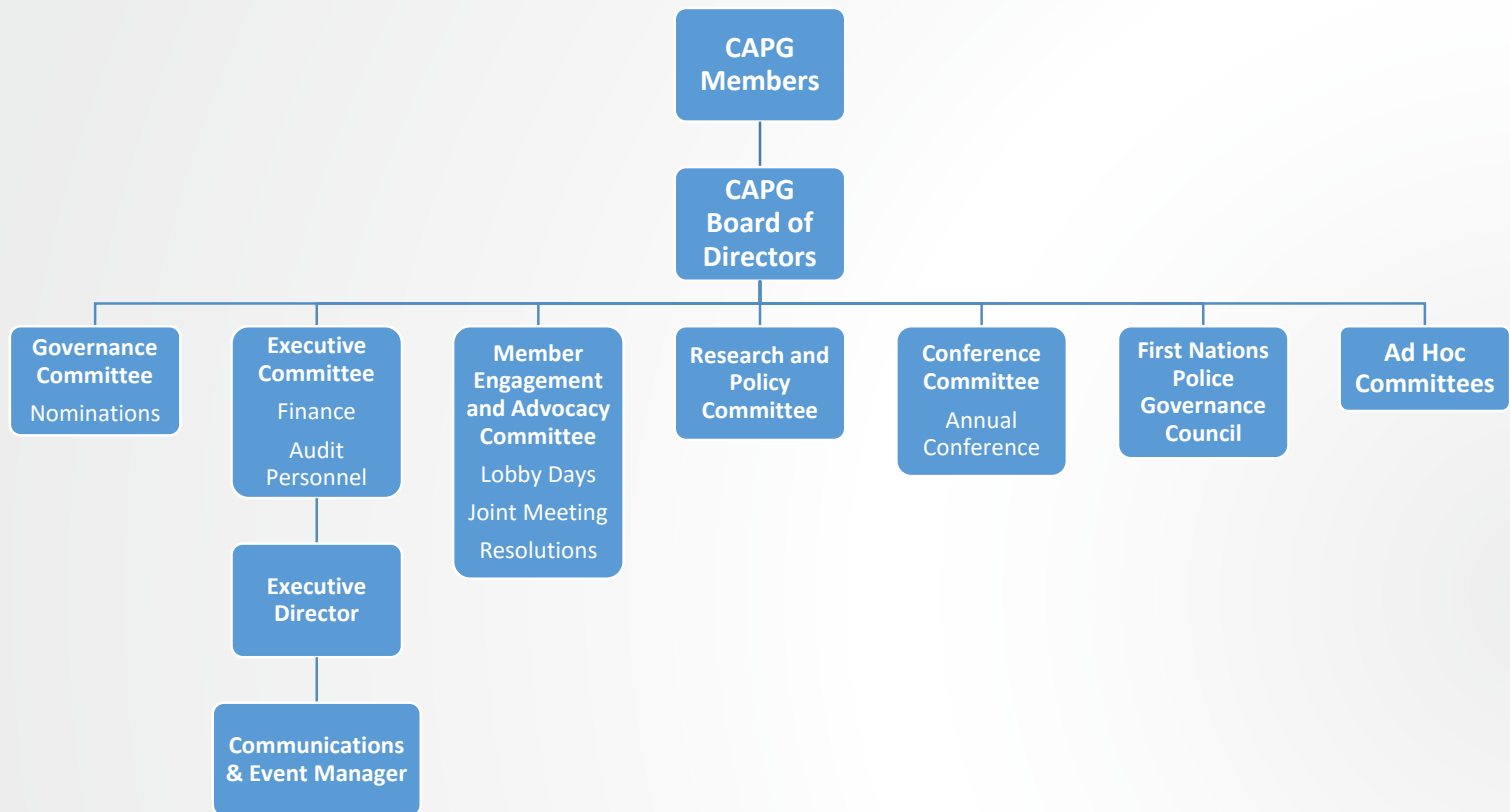 CAPG
Members
CAPG
Board of
Directors
Governance
Committee
Nominations
Executive
Committee
Finance
Audit
Personnel
Member
Engagement
and Advocacy
Committee
Lobby Days
Joint Meeting
Resolutions
Research and
Policy
Committee
Conference
Committee
Annual
Conference
First Nations
Police
Governance
Council
Ad Hoc
Committees
Executive
Director
Communications
& Event Manager